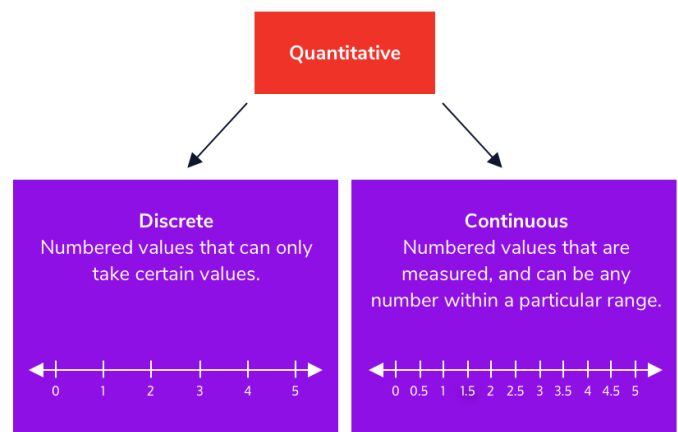 Quantitative
Discrete
Numbered values that can only
take certain values.
0 1 2 3 4 5
Continuous
Numbered values that are
measured, and can be any
number within a particular range.
0 0.5 1 1.5 2 2.5 3 3.5 4 4.5 5